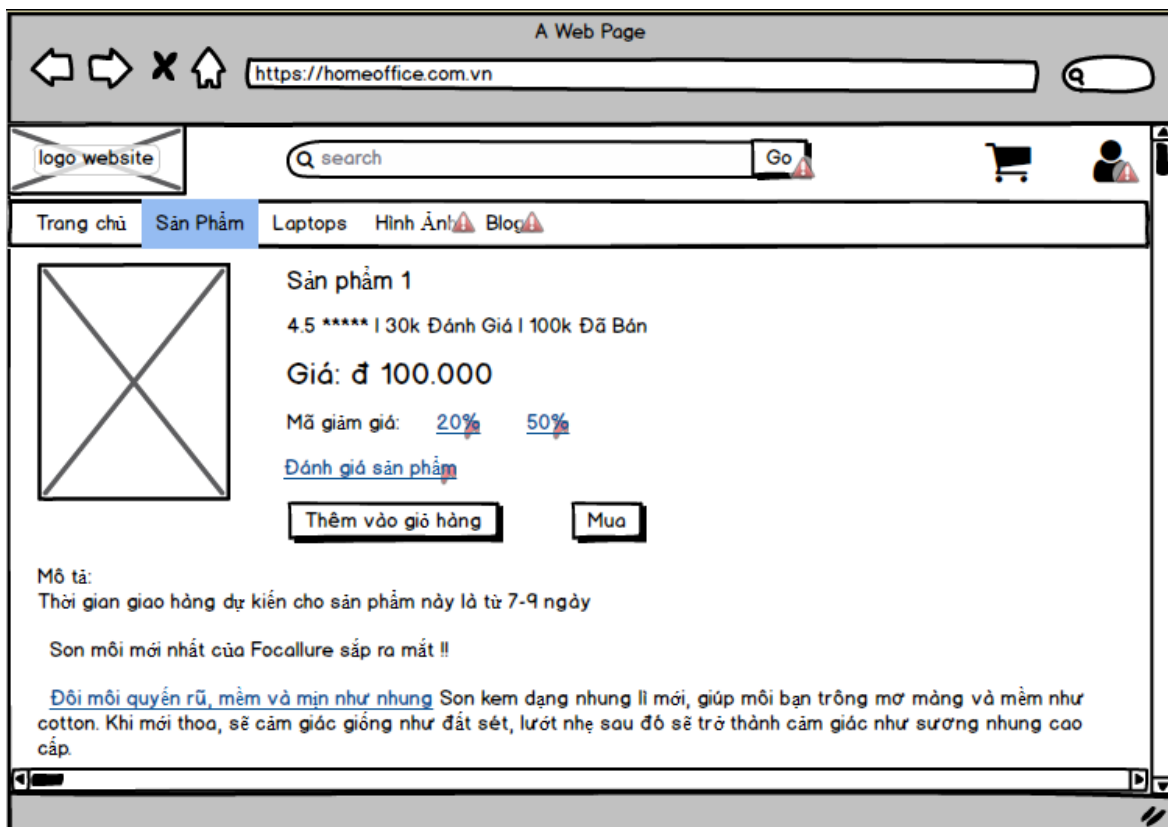 A Web Page
https://homeoffice.com.vn
logo website
search
Go
Trang chủ Sản Phẩm Laptops Hình Ảnh Blog
Sản phẩm 1
4.5 ***** | 30k Đánh Giá | 100k Đã Bán
Giá: đ 100.000
Mã giảm giá: 20% 50%
Đánh giá sản phẩm
Thêm vào giỏ hàng Mua
Mô tả:
Thời gian giao hàng dự kiến cho sản phẩm này là từ 7-9 ngày
Son môi mới nhất của Focallure sắp ra mắt !!
Đôi môi quyến rũ, mềm và mịn như nhung Son kem dạng nhung lì mới, giúp môi bạn trông mơ màng và mềm như
cotton. Khi mới thoa, sẽ cảm giác giống như đất sét, lướt nhẹ sau đó sẽ trở thành cảm giác như sương nhung cao
cấp.